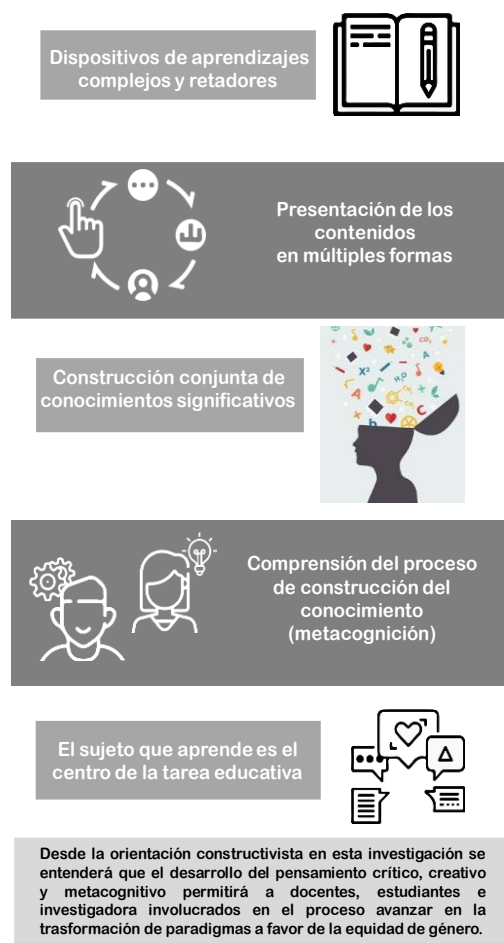 Dispositivos de aprendizajes
complejos y retadores
Presentación de los
contenidos
en múltiples formas
Construcción conjunta de
conocimientos significativos
CO₂
A
X²
H₂O
A
C
x
b
Comprensión del proceso
de construcción del
conocimiento
(metacognición)
El sujeto que aprende es el
centro de la tarea educativa
Desde la orientación constructivista en esta investigación se
entenderá que el desarrollo del pensamiento crítico, creativo
y metacognitivo permitirá a docentes, estudiantes e
investigadora involucrados en el proceso avanzar en la
trasformación de paradigmas a favor de la equidad de género.